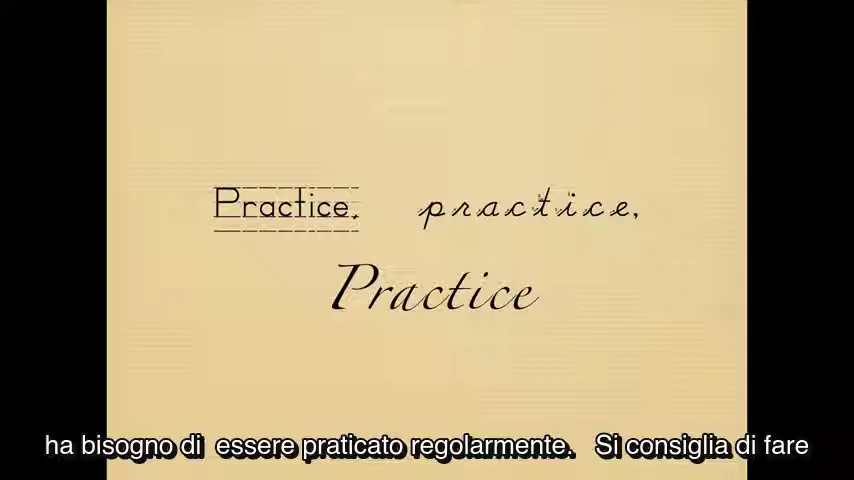 Practice, practice,
Practice
ha bisogno di essere praticato regolarmente. Si consiglia di fare